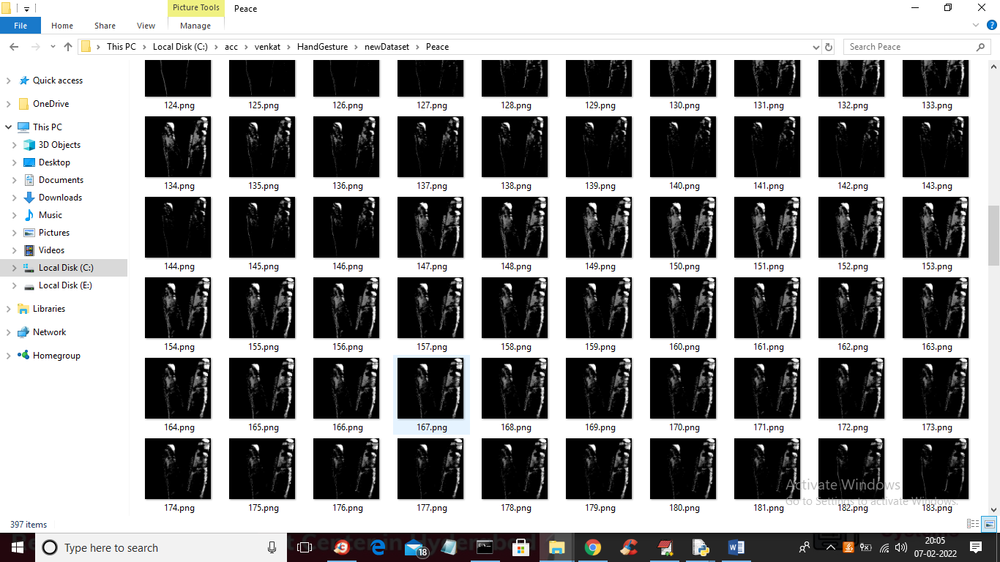 Picture Tools Peace
File Home Share View Manage
This PC Local Disk (C:) acc venkat HandGesture newDataset Peace Search Peace
Quick access
OneDrive
This PC
3D Objects
Desktop
Documents
Downloads
Music
Pictures
Videos
Local Disk (C:)
Local Disk (E:)
Libraries
Network
Homegroup
124.png 125.png 126.png 127.png 128.png 129.png 130.png 131.png 132.png 133.png
134.png 135.png 136.png 137.png 138.png 139.png 140.png 141.png 142.png 143.png
144.png 145.png 146.png 147.png 148.png 149.png 150.png 151.png 152.png 153.png
154.png 155.png 156.png 157.png 158.png 159.png 160.png 161.png 162.png 163.png
164.png 165.png 166.png 167.png 168.png 169.png 170.png 171.png 172.png 173.png
174.png 175.png 176.png 177.png 178.png 179.png 180.png 181.png 182.png 183.png
Activate Windows
Go to Settings to activate Windows.
397 items
Type here to search
18
20:05
07-02-2022